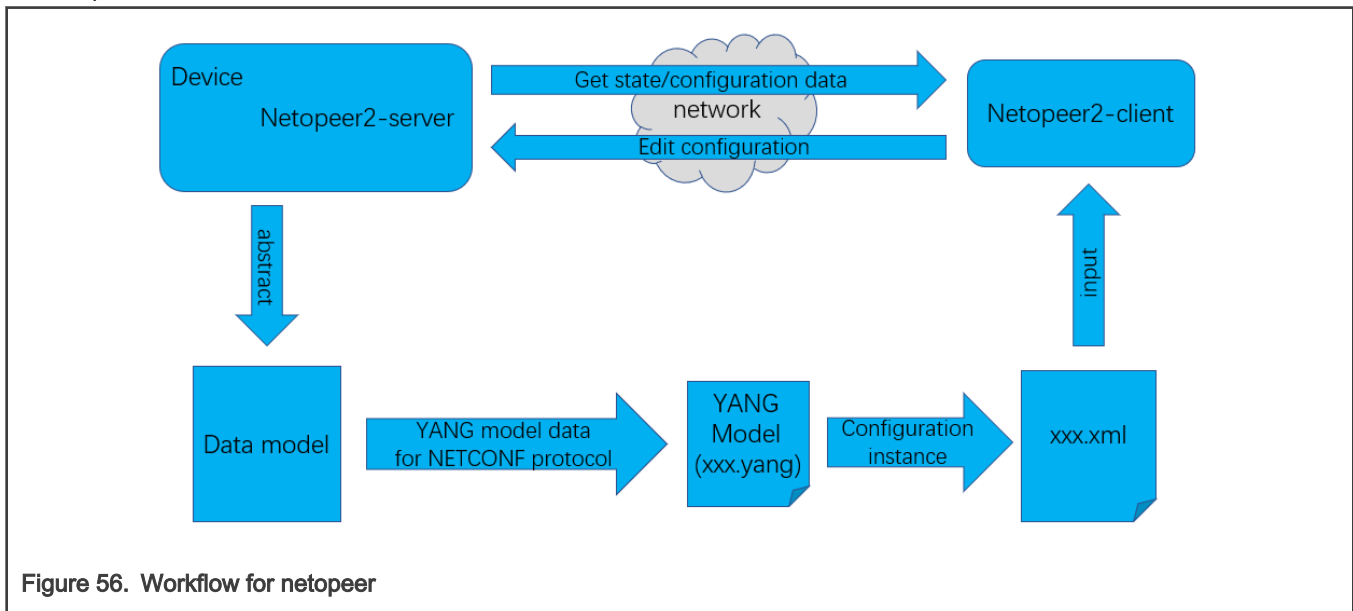 Device
Netopeer2-server
Get state/configuration data
network
Edit configuration
Netopeer2-client
abstract
input
Data model
YANG model data
for NETCONF protocol
YANG
Model
(xxx.yang)
Configuration
instance
xxx.xml
Figure 56. Workflow for netopeer